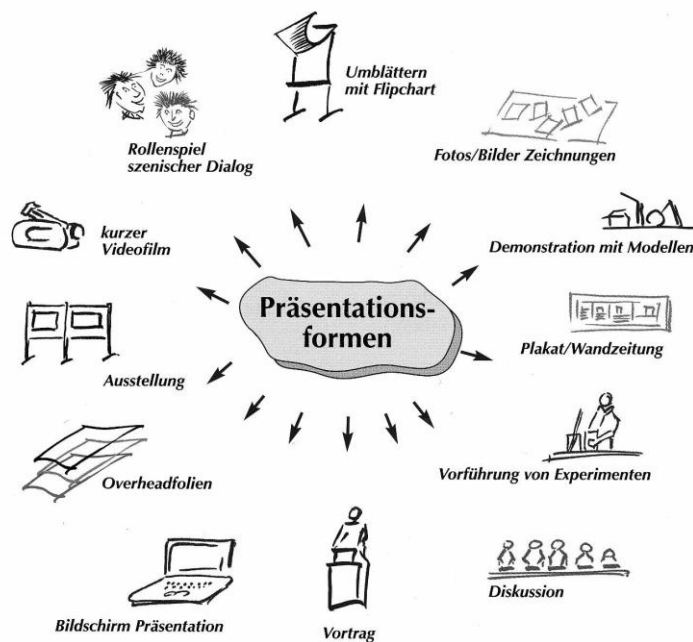 Umblättern
mit Flipchart
Rollenspiel
szenischer Dialog
Fotos/Bilder Zeichnungen
kurzer
Videofilm
Demonstration mit Modellen
Präsentations-
formen
Plakat/Wandzeitung
Ausstellung
Vorführung von Experimenten
Overheadfolien
Diskussion
Bildschirm Präsentation
Vortrag